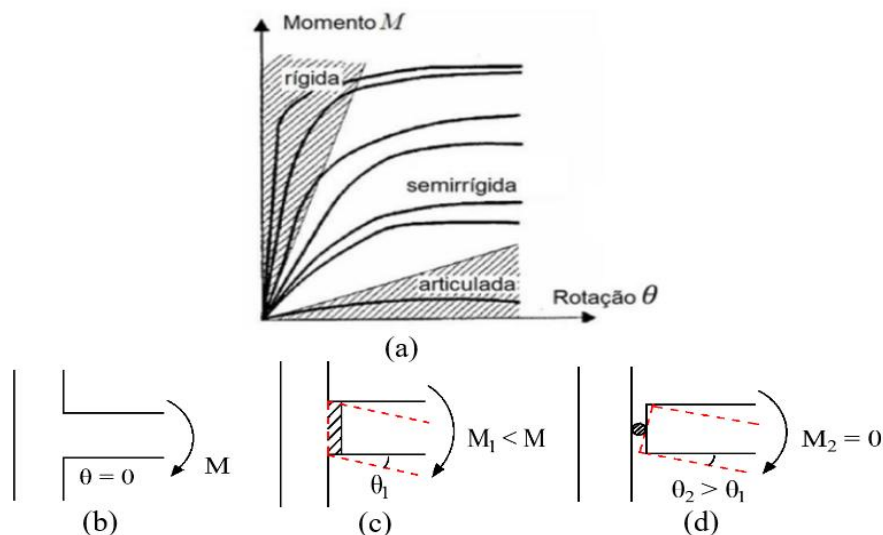 Momento M
rígida
semirrígida
articulada
Rotação θ
(a)
θ = 0
M
(b)
M₁ < M
θ₁
(c)
M₂ = 0
θ₂ > θ₁
(d)